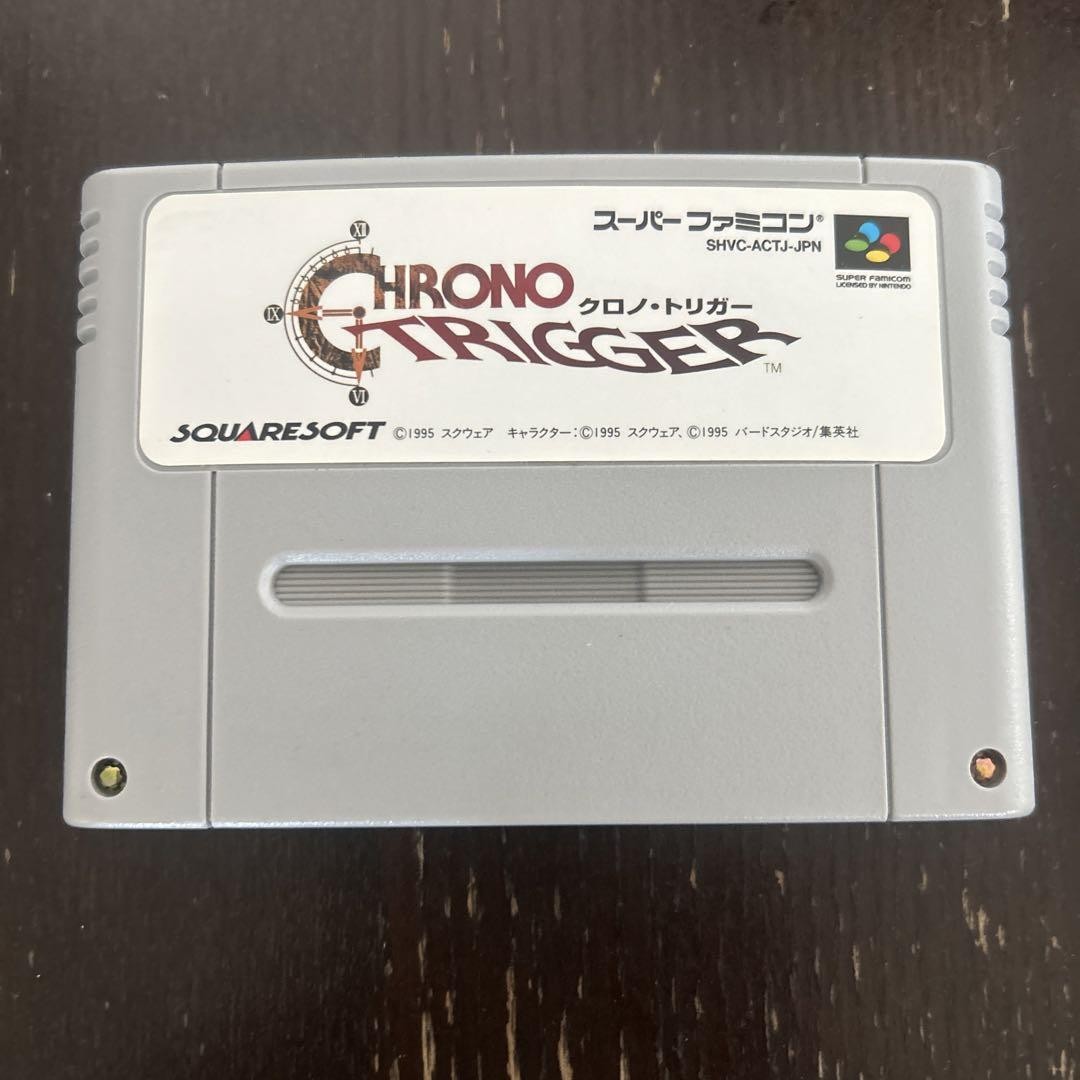 スーパーファミコン®
SHVC-ACTJ-JPN
SUPER FAMICOM
LICENSED BY NINTENDO
XII
IX
VI
CHRONO
クロノ・トリガー
TRIGGER
TM
SQUARESOFT ©1995 スクウェア キャラクター:©1995 スクウェア、©1995 バードスタジオ/集英社